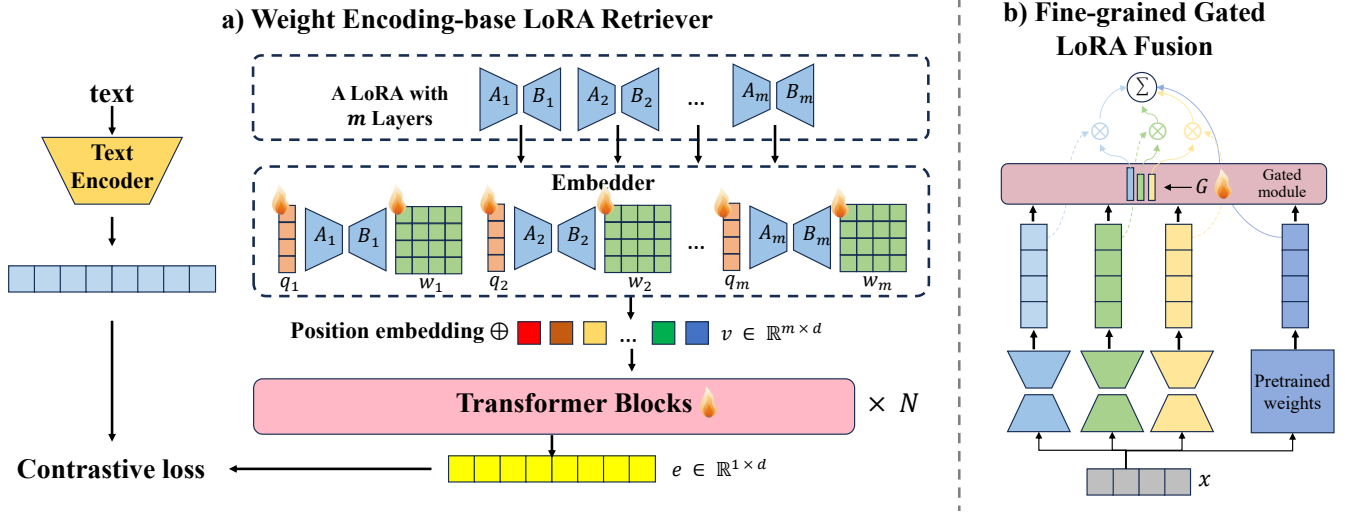 a) Weight Encoding-base LoRA Retriever
text
Text
Encoder
Contrastive loss
A LoRA with
m Layers
A₁ B₁ A₂ B₂ ... Aₘ Bₘ
Embedder
A₁ B₁ A₂ B₂ ... Aₘ Bₘ
q₁ w₁ q₂ w₂ qₘ wₘ
Position embedding ⊕ ... v ∈ ℝᵐ ˣ ᵈ
Transformer Blocks × N
e ∈ ℝ¹ ˣ ᵈ
b) Fine-grained Gated
LoRA Fusion
∑
⊗ ⊗ ⊗
G
Gated
module
Pretrained
weights
x